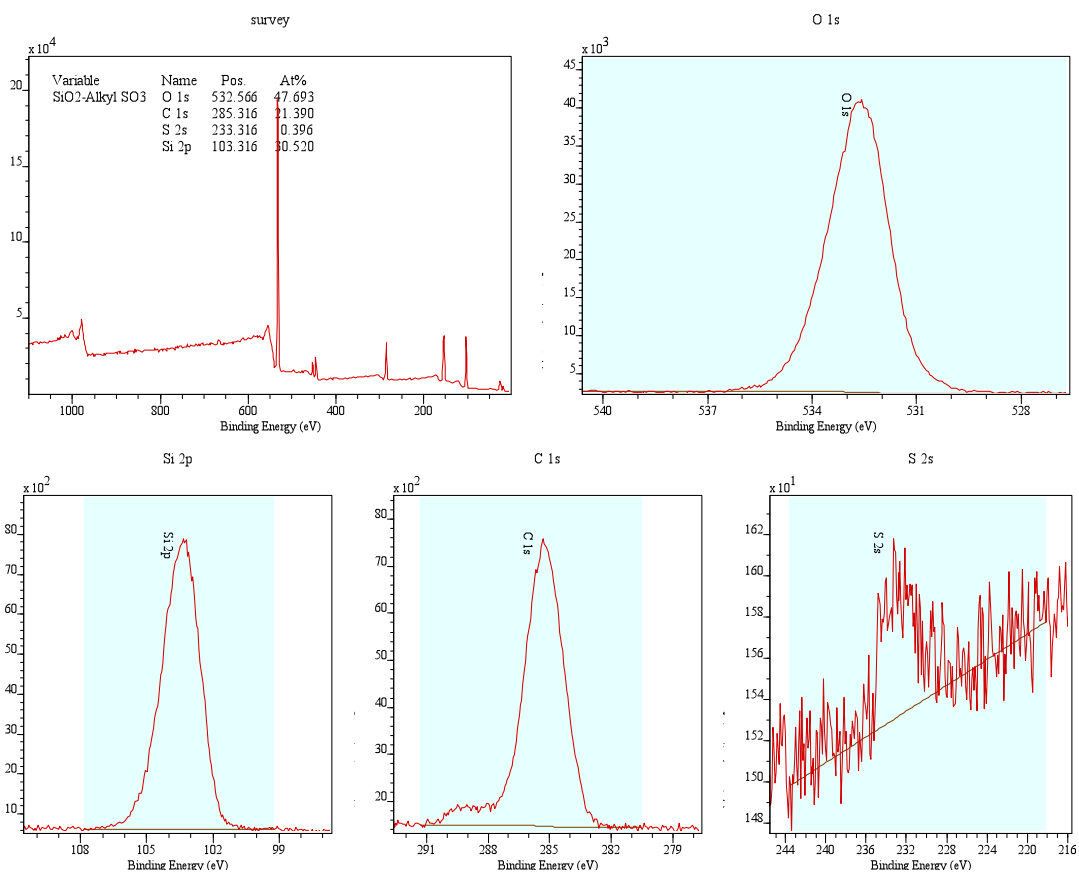 survey
x 10^4
Variable Name Pos. At%
SiO2-Alkyl SO3 O 1s 532.566 47.693
C 1s 285.316 21.390
S 2s 233.316 0.396
Si 2p 103.316 30.520
20
15
10
5
1000 800 600 400 200
Binding Energy (eV)
O 1s
x 10^3
O 1s
45
40
35
30
25
20
15
10
5
540 537 534 531 528
Binding Energy (eV)
Si 2p
x 10^2
Si 2p
80
70
60
50
40
30
20
10
108 105 102 99
Binding Energy (eV)
C 1s
x 10^2
C 1s
80
70
60
50
40
30
20
291 288 285 282 279
Binding Energy (eV)
S 2s
x 10^1
S 2s
162
160
158
156
154
152
150
148
244 240 236 232 228 224 220 216
Binding Energy (eV)